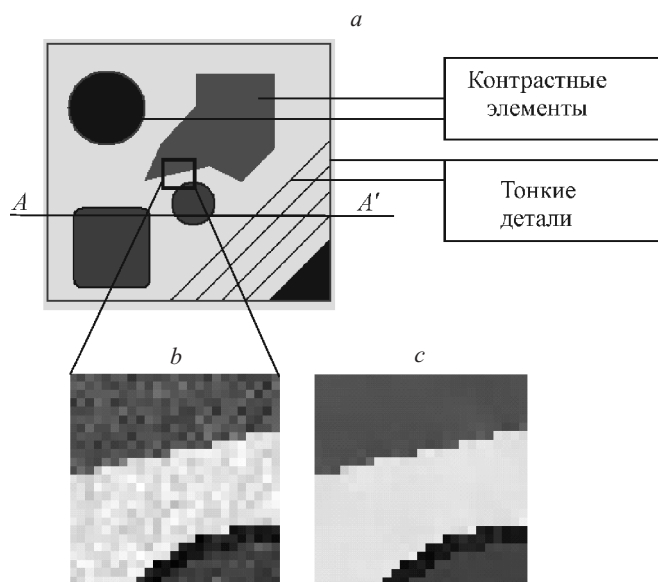 a
Контрастные
элементы
Тонкие
детали
A A′
b c